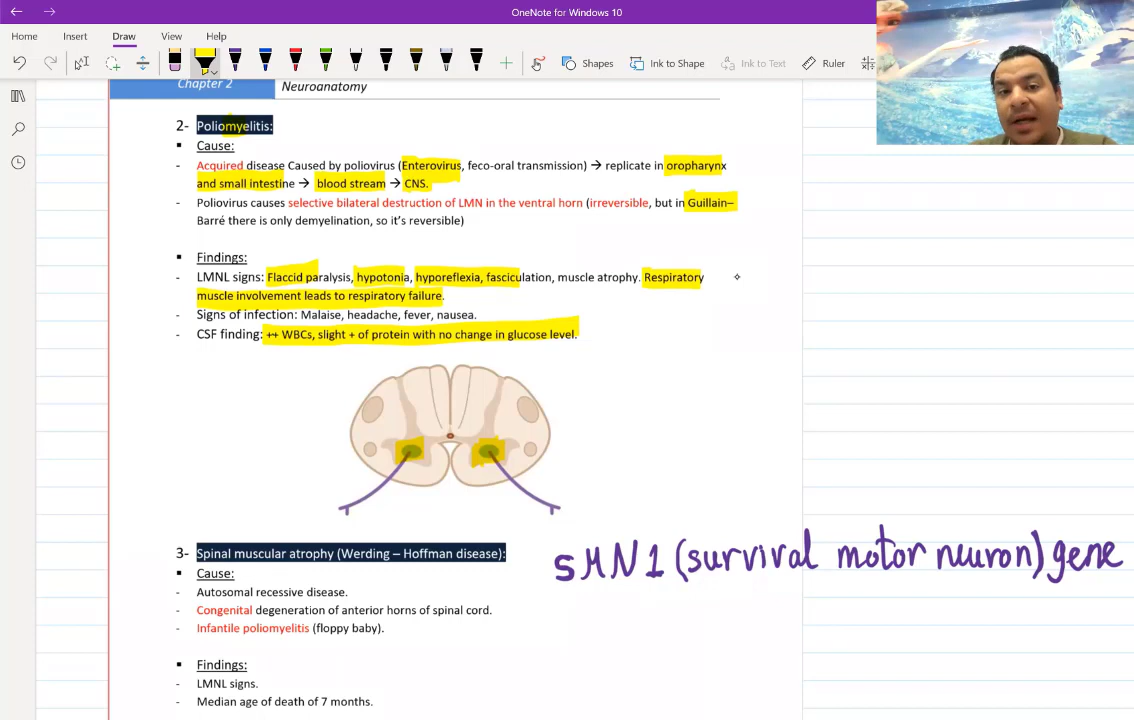 OneNote for Windows 10
Home Insert Draw View Help
Shapes Ink to Shape Ink to Text Ruler
Chapter 2 Neuroanatomy
2- Poliomyelitis:
▪ Cause:
- Acquired disease Caused by poliovirus (Enterovirus, feco-oral transmission) → replicate in oropharynx
and small intestine → blood stream → CNS.
- Poliovirus causes selective bilateral destruction of LMN in the ventral horn (irreversible, but in Guillain–
Barré there is only demyelination, so it's reversible)
▪ Findings:
- LMNL signs: Flaccid paralysis, hypotonia, hyporeflexia, fasciculation, muscle atrophy. Respiratory
muscle involvement leads to respiratory failure.
- Signs of infection: Malaise, headache, fever, nausea.
- CSF finding: ++ WBCs, slight + of protein with no change in glucose level.
3- Spinal muscular atrophy (Werding – Hoffman disease):
SMN1 (survival motor neuron) gene
▪ Cause:
- Autosomal recessive disease.
- Congenital degeneration of anterior horns of spinal cord.
- Infantile poliomyelitis (floppy baby).
▪ Findings:
- LMNL signs.
- Median age of death of 7 months.